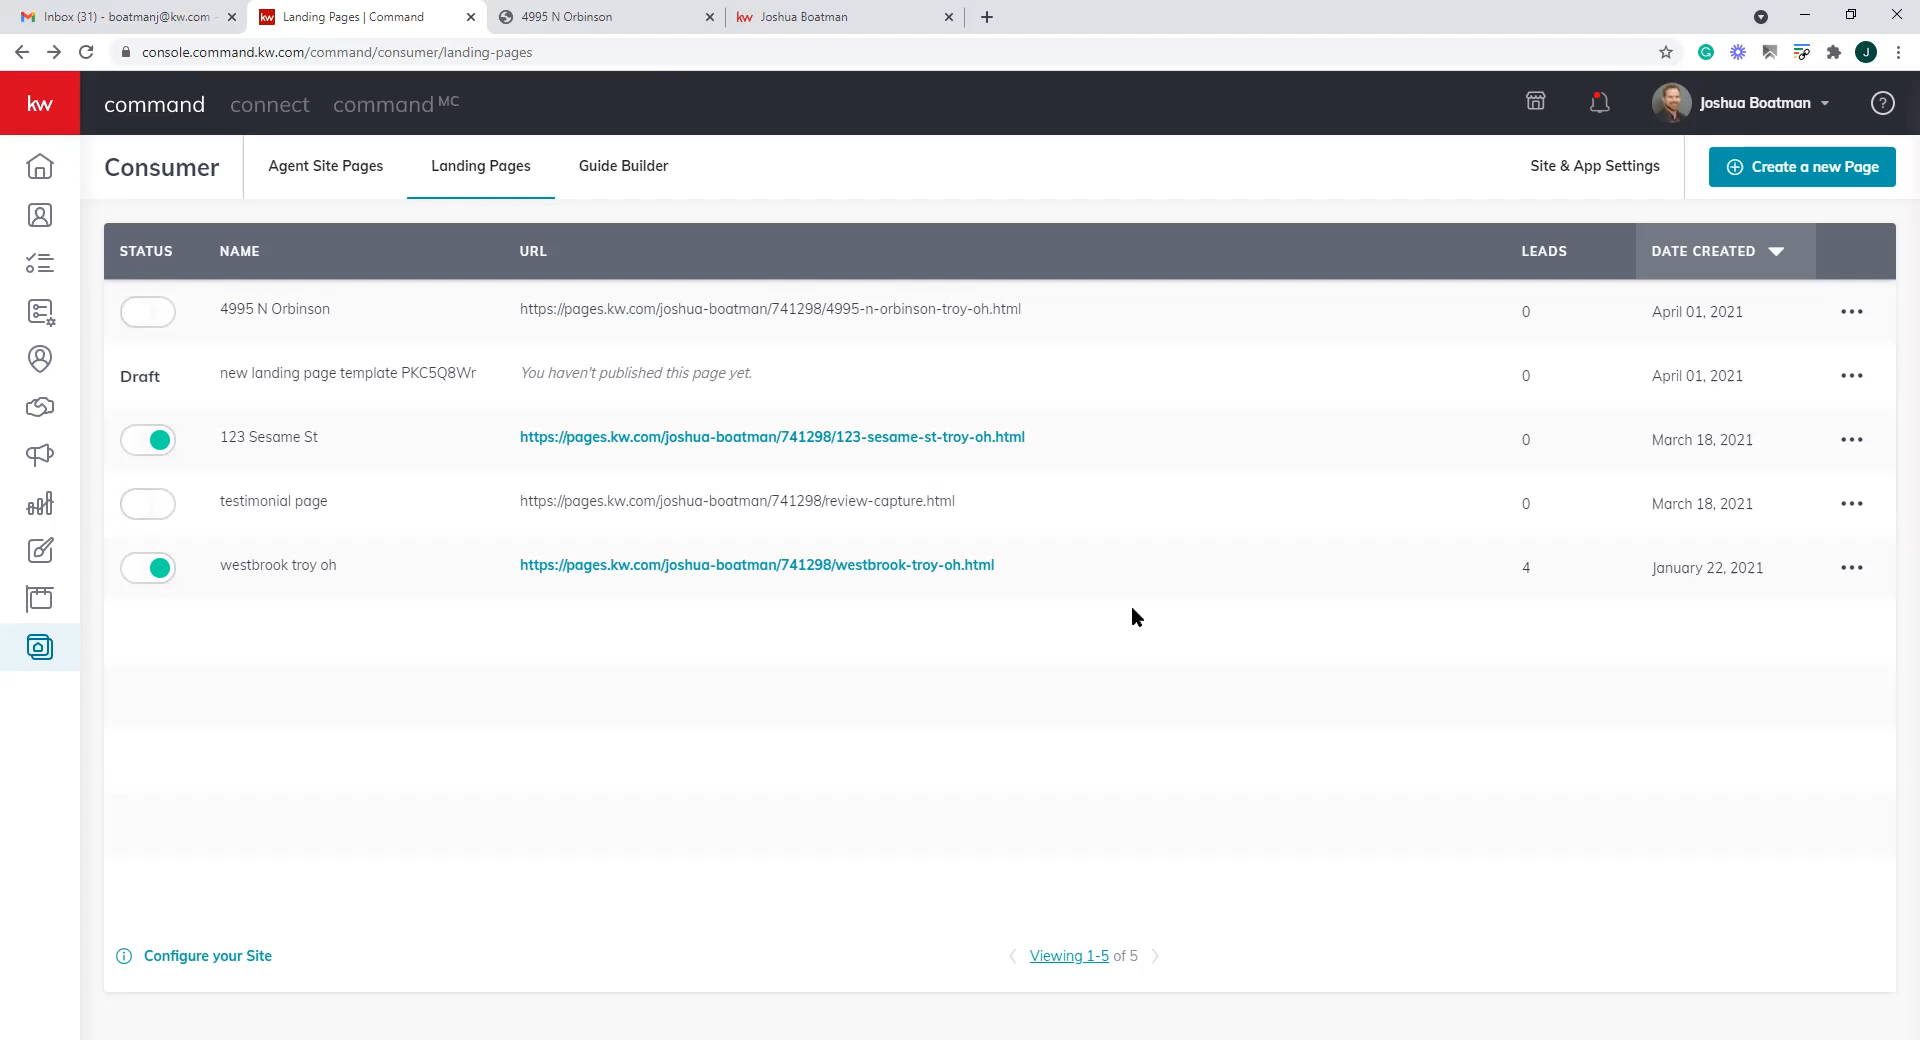 Inbox (31) - boatmanj@kw.com
kw Landing Pages | Command
4995 N Orbinson
kw Joshua Boatman
console.command.kw.com/command/consumer/landing-pages
J
kw
command connect command MC
Joshua Boatman
?
Consumer
Agent Site Pages
Landing Pages
Guide Builder
Site & App Settings
Create a new Page
STATUS NAME URL LEADS DATE CREATED
4995 N Orbinson https://pages.kw.com/joshua-boatman/741298/4995-n-orbinson-troy-oh.html 0 April 01, 2021
Draft new landing page template PKC5Q8Wr You haven't published this page yet. 0 April 01, 2021
123 Sesame St https://pages.kw.com/joshua-boatman/741298/123-sesame-st-troy-oh.html 0 March 18, 2021
testimonial page https://pages.kw.com/joshua-boatman/741298/review-capture.html 0 March 18, 2021
westbrook troy oh https://pages.kw.com/joshua-boatman/741298/westbrook-troy-oh.html 4 January 22, 2021
Configure your Site
Viewing 1-5 of 5